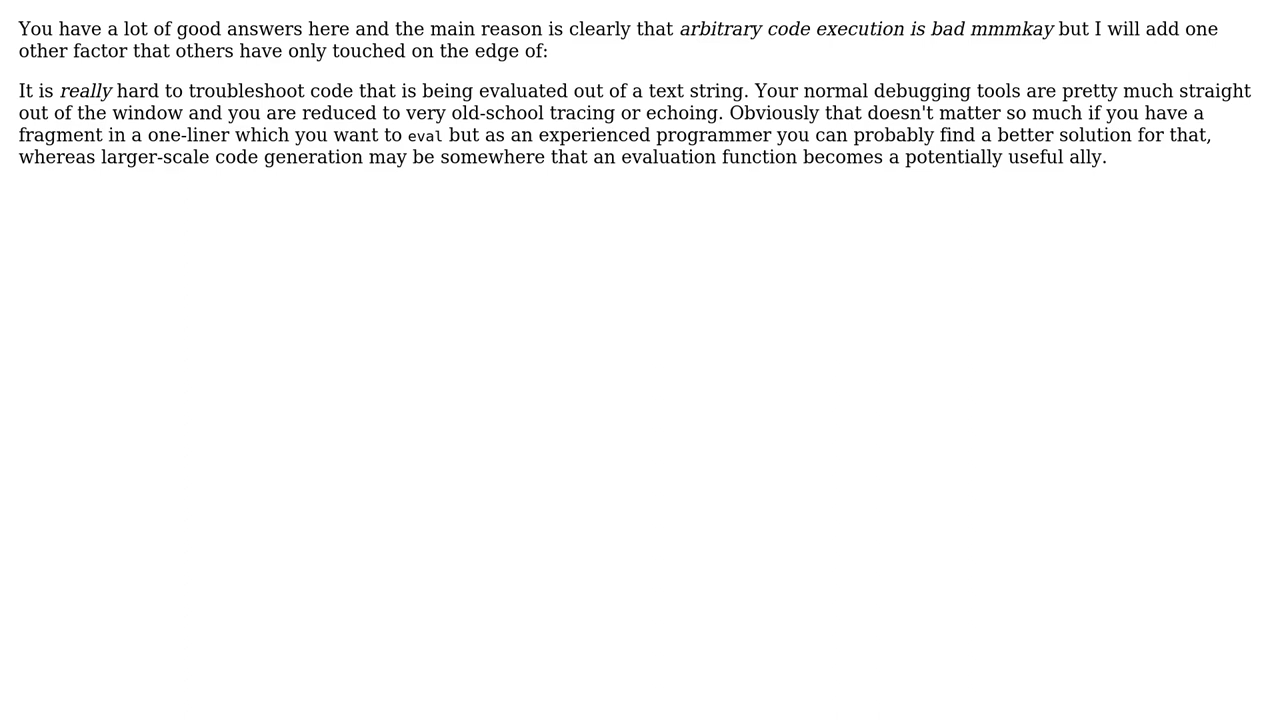 You have a lot of good answers here and the main reason is clearly that arbitrary code execution is bad mmmkay but I will add one
other factor that others have only touched on the edge of:
It is really hard to troubleshoot code that is being evaluated out of a text string. Your normal debugging tools are pretty much straight
out of the window and you are reduced to very old-school tracing or echoing. Obviously that doesn't matter so much if you have a
fragment in a one-liner which you want to eval but as an experienced programmer you can probably find a better solution for that,
whereas larger-scale code generation may be somewhere that an evaluation function becomes a potentially useful ally.